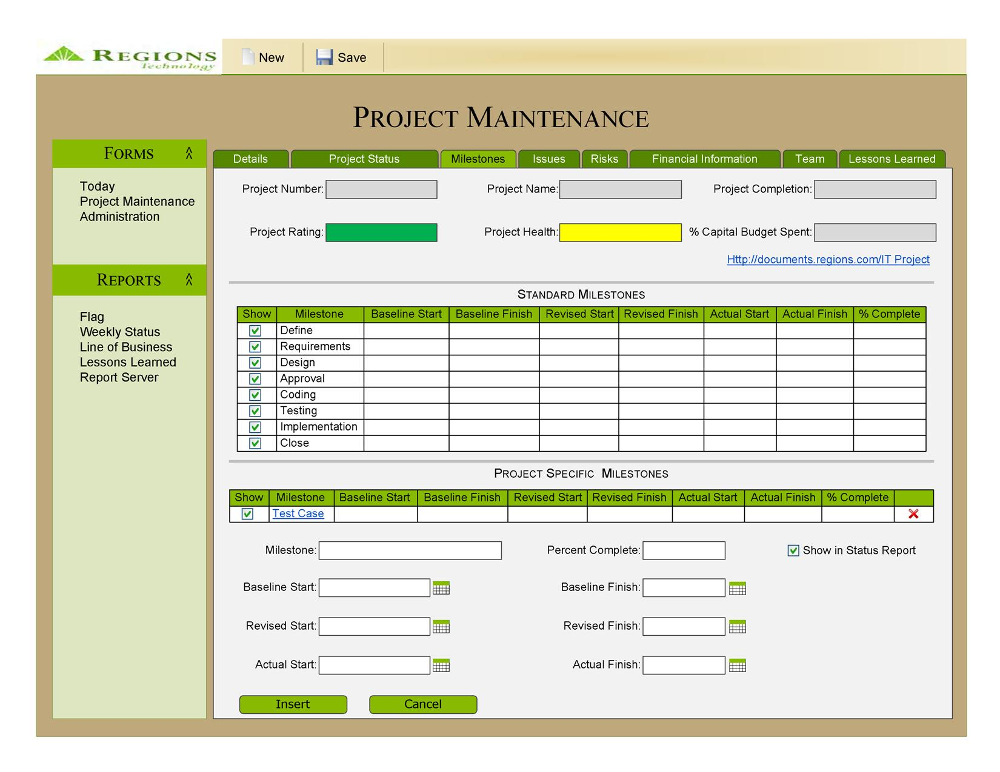 REGIONS
Technology
New Save
PROJECT MAINTENANCE
FORMS
Today
Project Maintenance
Administration
REPORTS
Flag
Weekly Status
Line of Business
Lessons Learned
Report Server
Details Project Status Milestones Issues Risks Financial Information Team Lessons Learned
Project Number: Project Name: Project Completion:
Project Rating: Project Health: % Capital Budget Spent:
Http://documents.regions.com/IT Project
STANDARD MILESTONES
Show Milestone Baseline Start Baseline Finish Revised Start Revised Finish Actual Start Actual Finish % Complete
Define
Requirements
Design
Approval
Coding
Testing
Implementation
Close
PROJECT SPECIFIC MILESTONES
Show Milestone Baseline Start Baseline Finish Revised Start Revised Finish Actual Start Actual Finish % Complete
Test Case
Milestone: Percent Complete: Show in Status Report
Baseline Start: Baseline Finish:
Revised Start: Revised Finish:
Actual Start: Actual Finish:
Insert Cancel